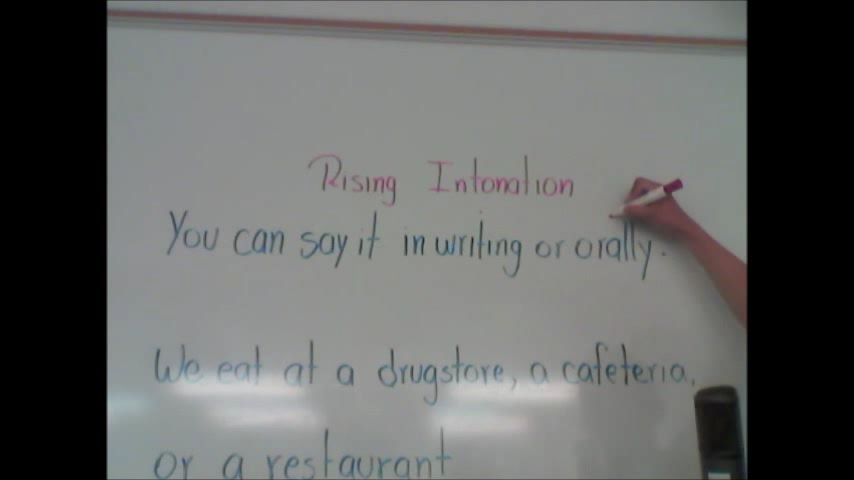 Rising Intonation
You can say it in writing or orally.
We eat at a drugstore, a cafeteria,
or a restaurant